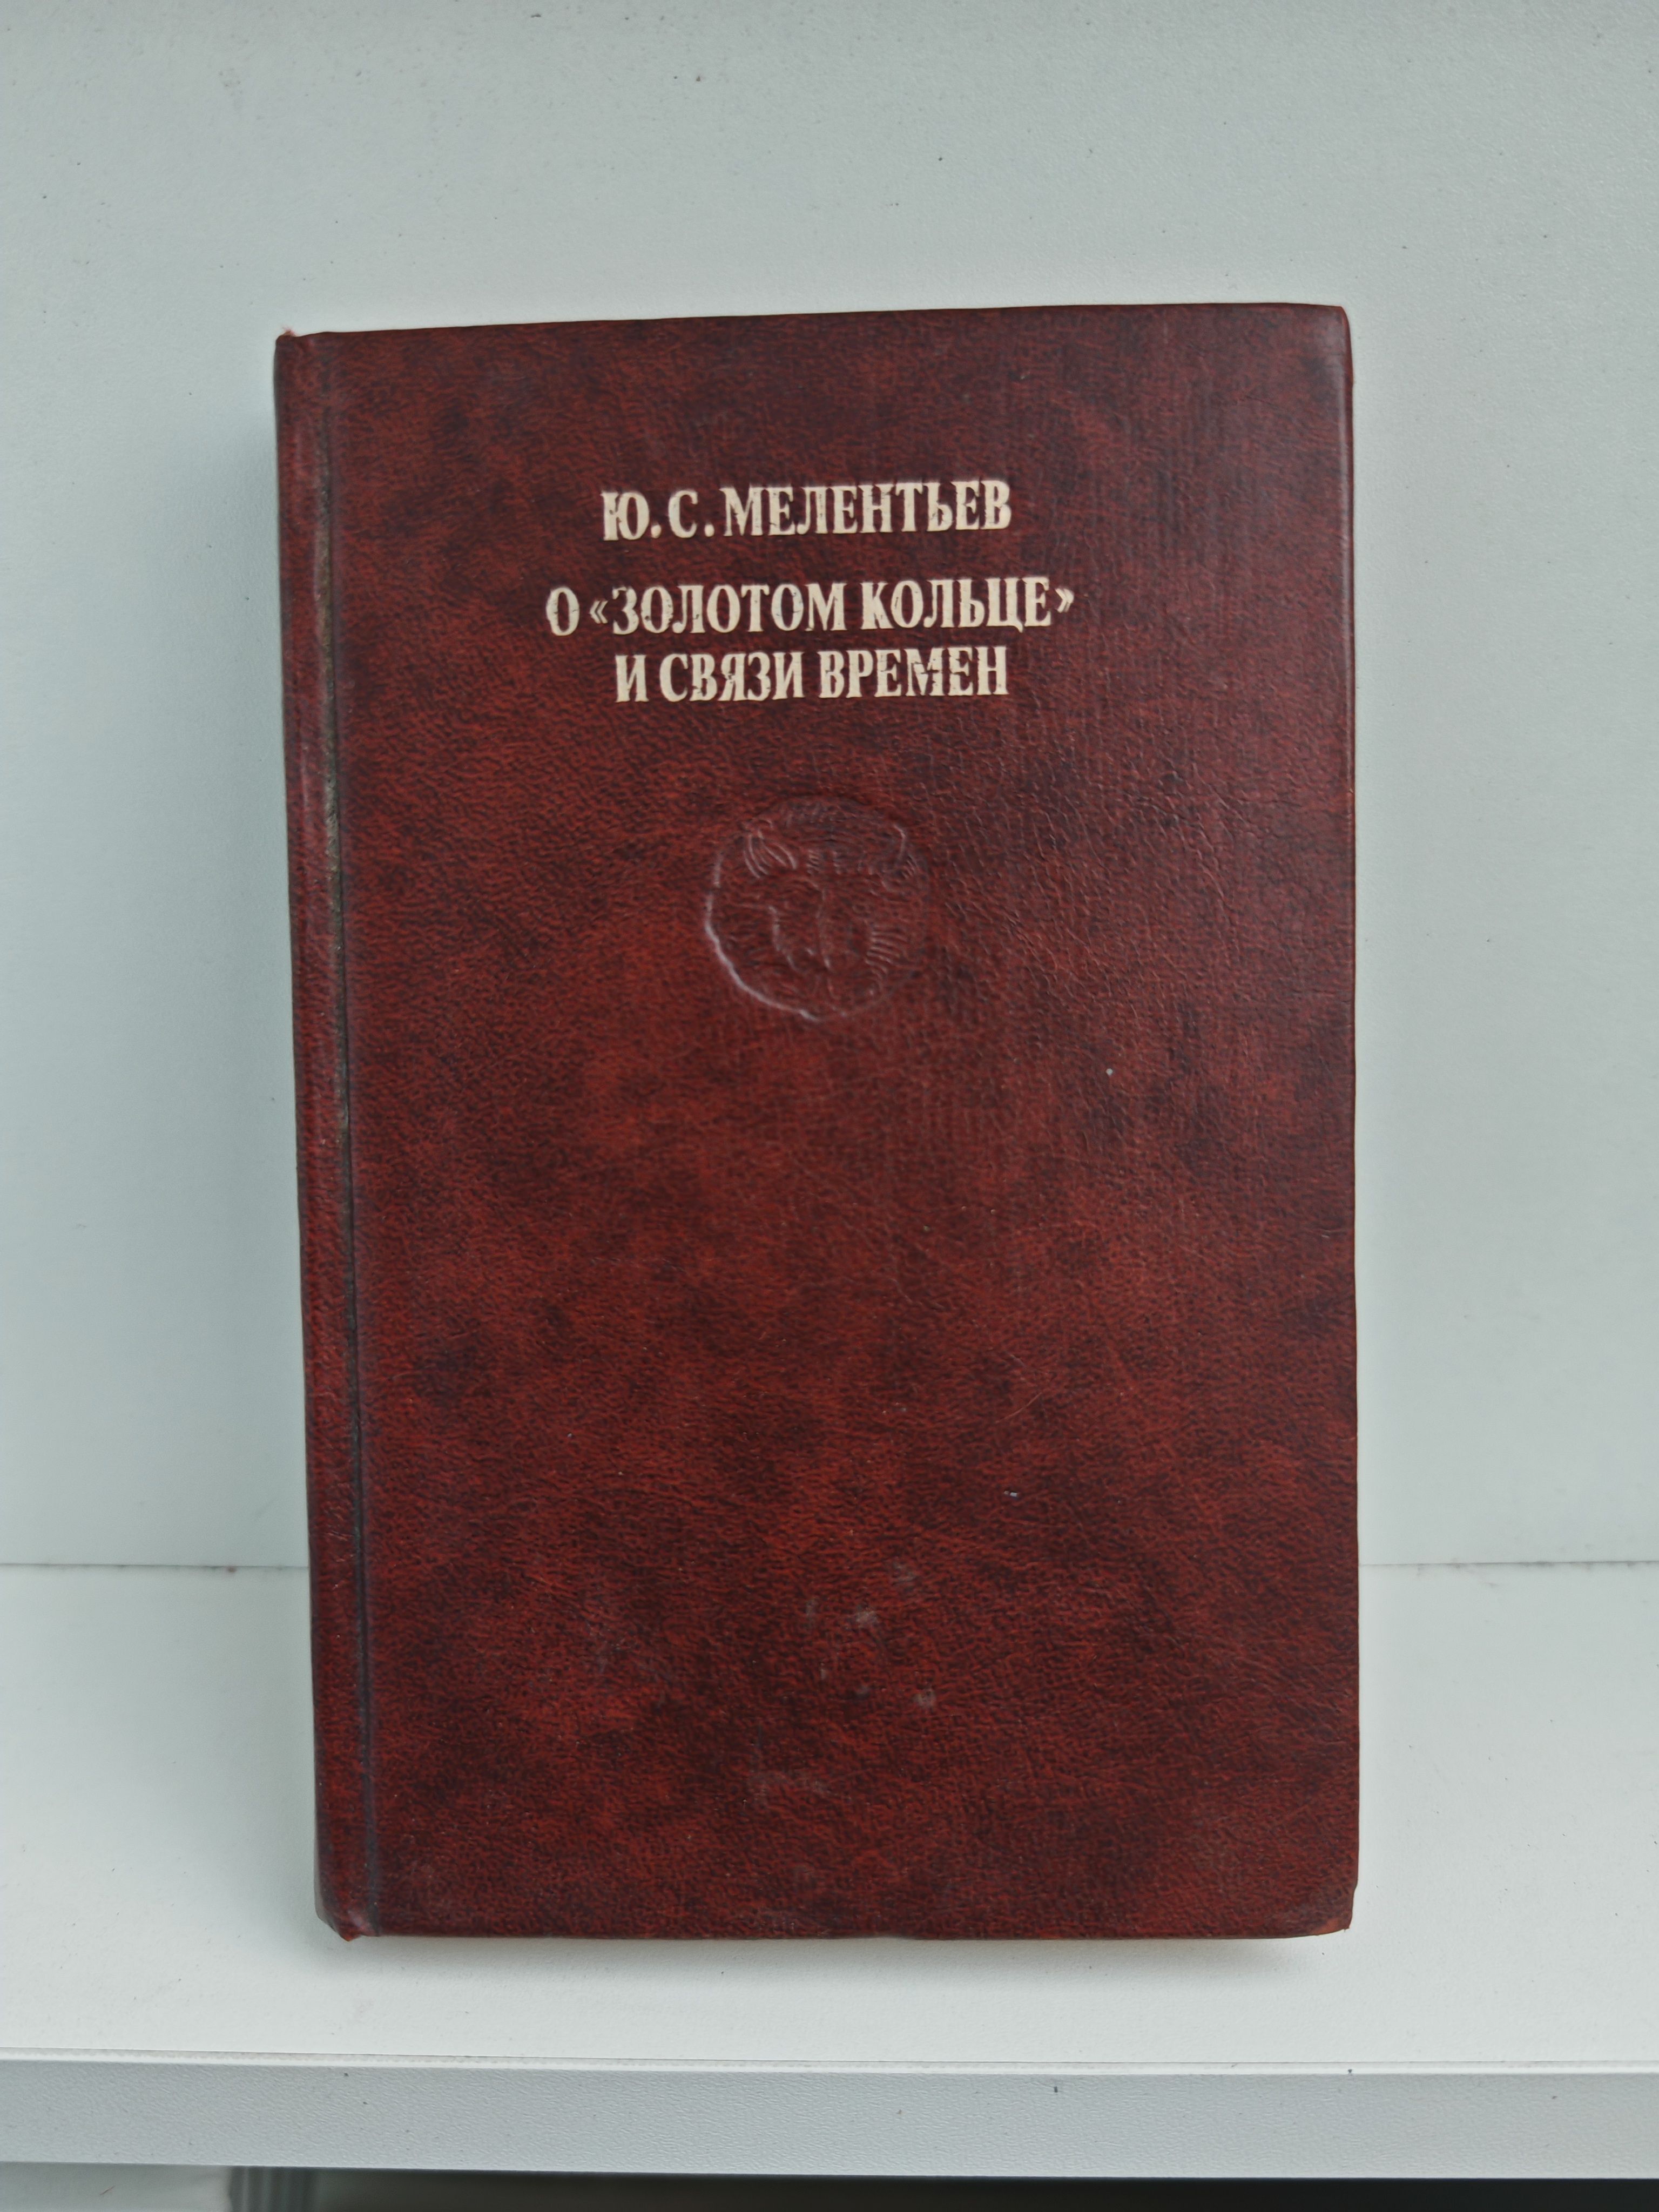 Ю. С. МЕЛЕНТЬЕВ
О «ЗОЛОТОМ КОЛЬЦЕ»
И СВЯЗИ ВРЕМЕН